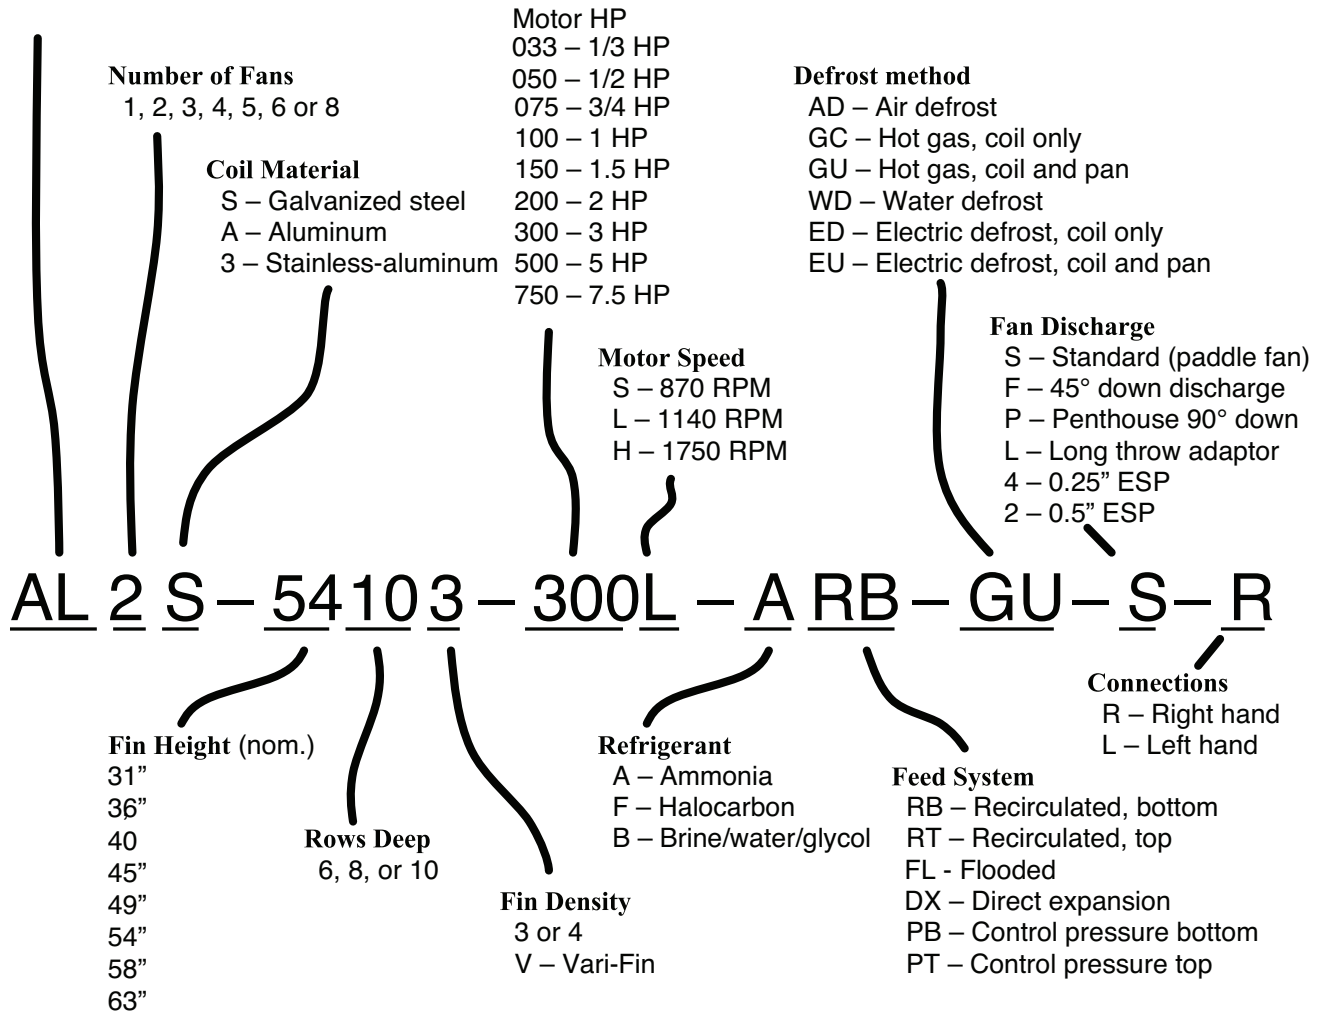 Motor HP
033 – 1/3 HP
050 – 1/2 HP
075 – 3/4 HP
100 – 1 HP
150 – 1.5 HP
200 – 2 HP
300 – 3 HP
500 – 5 HP
750 – 7.5 HP
Number of Fans
1, 2, 3, 4, 5, 6 or 8
Coil Material
S – Galvanized steel
A – Aluminum
3 – Stainless-aluminum
Defrost method
AD – Air defrost
GC – Hot gas, coil only
GU – Hot gas, coil and pan
WD – Water defrost
ED – Electric defrost, coil only
EU – Electric defrost, coil and pan
Fan Discharge
S – Standard (paddle fan)
F – 45° down discharge
P – Penthouse 90° down
L – Long throw adaptor
4 – 0.25” ESP
2 – 0.5” ESP
Motor Speed
S – 870 RPM
L – 1140 RPM
H – 1750 RPM
AL 2 S – 54 10 3 – 300L – A RB – GU – S – R
Connections
R – Right hand
L – Left hand
Fin Height (nom.)
31”
36”
40
45”
49”
54”
58”
63”
Rows Deep
6, 8, or 10
Fin Density
3 or 4
V – Vari-Fin
Refrigerant
A – Ammonia
F – Halocarbon
B – Brine/water/glycol
Feed System
RB – Recirculated, bottom
RT – Recirculated, top
FL - Flooded
DX – Direct expansion
PB – Control pressure bottom
PT – Control pressure top